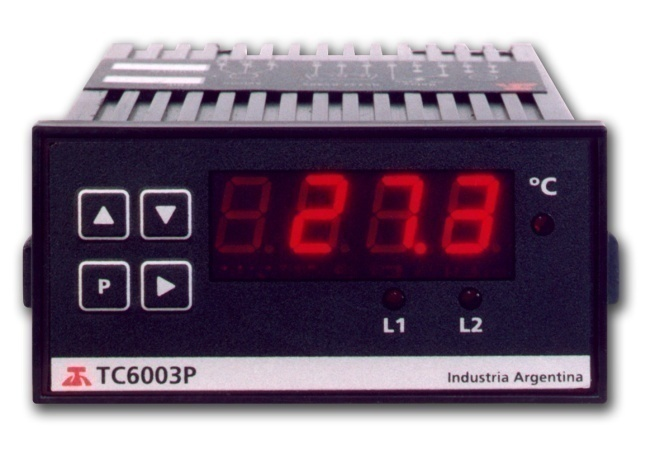 27.3
°C
P
L1 L2
TC6003P
Industria Argentina